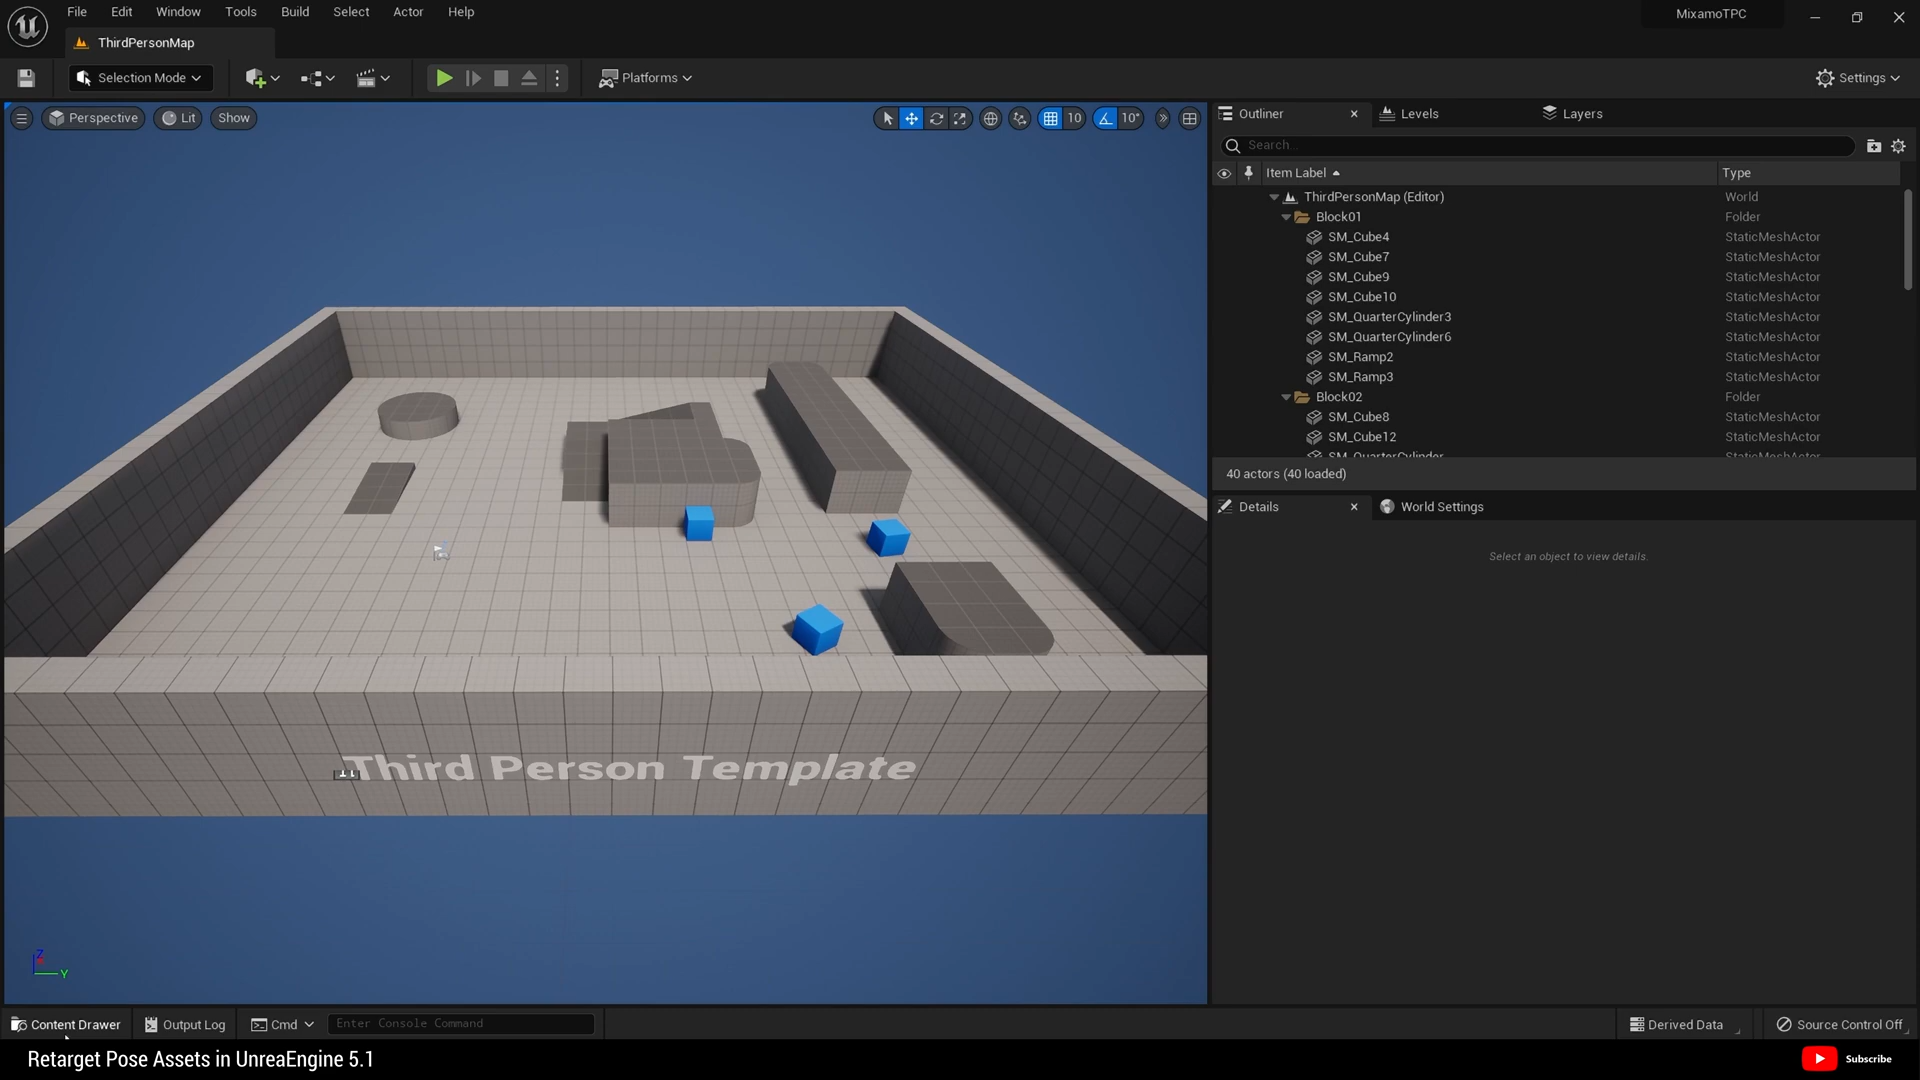 File Edit Window Tools Build Select Actor Help
MixamoTPC
ThirdPersonMap
Selection Mode
Platforms
Settings
Perspective Lit Show
10 10°
Outliner Levels Layers
Search...
Item Label Type
ThirdPersonMap (Editor) World
Block01 Folder
SM_Cube4 StaticMeshActor
SM_Cube7 StaticMeshActor
SM_Cube9 StaticMeshActor
SM_Cube10 StaticMeshActor
SM_QuarterCylinder3 StaticMeshActor
SM_QuarterCylinder6 StaticMeshActor
SM_Ramp2 StaticMeshActor
SM_Ramp3 StaticMeshActor
Block02 Folder
SM_Cube8 StaticMeshActor
SM_Cube12 StaticMeshActor
SM_QuarterCylinder StaticMeshActor
40 actors (40 loaded)
Details World Settings
Select an object to view details.
Third Person Template
Z
Y
Content Drawer Output Log Cmd Enter Console Command
Derived Data Source Control Off
Retarget Pose Assets in UnreaEngine 5.1
Subscribe